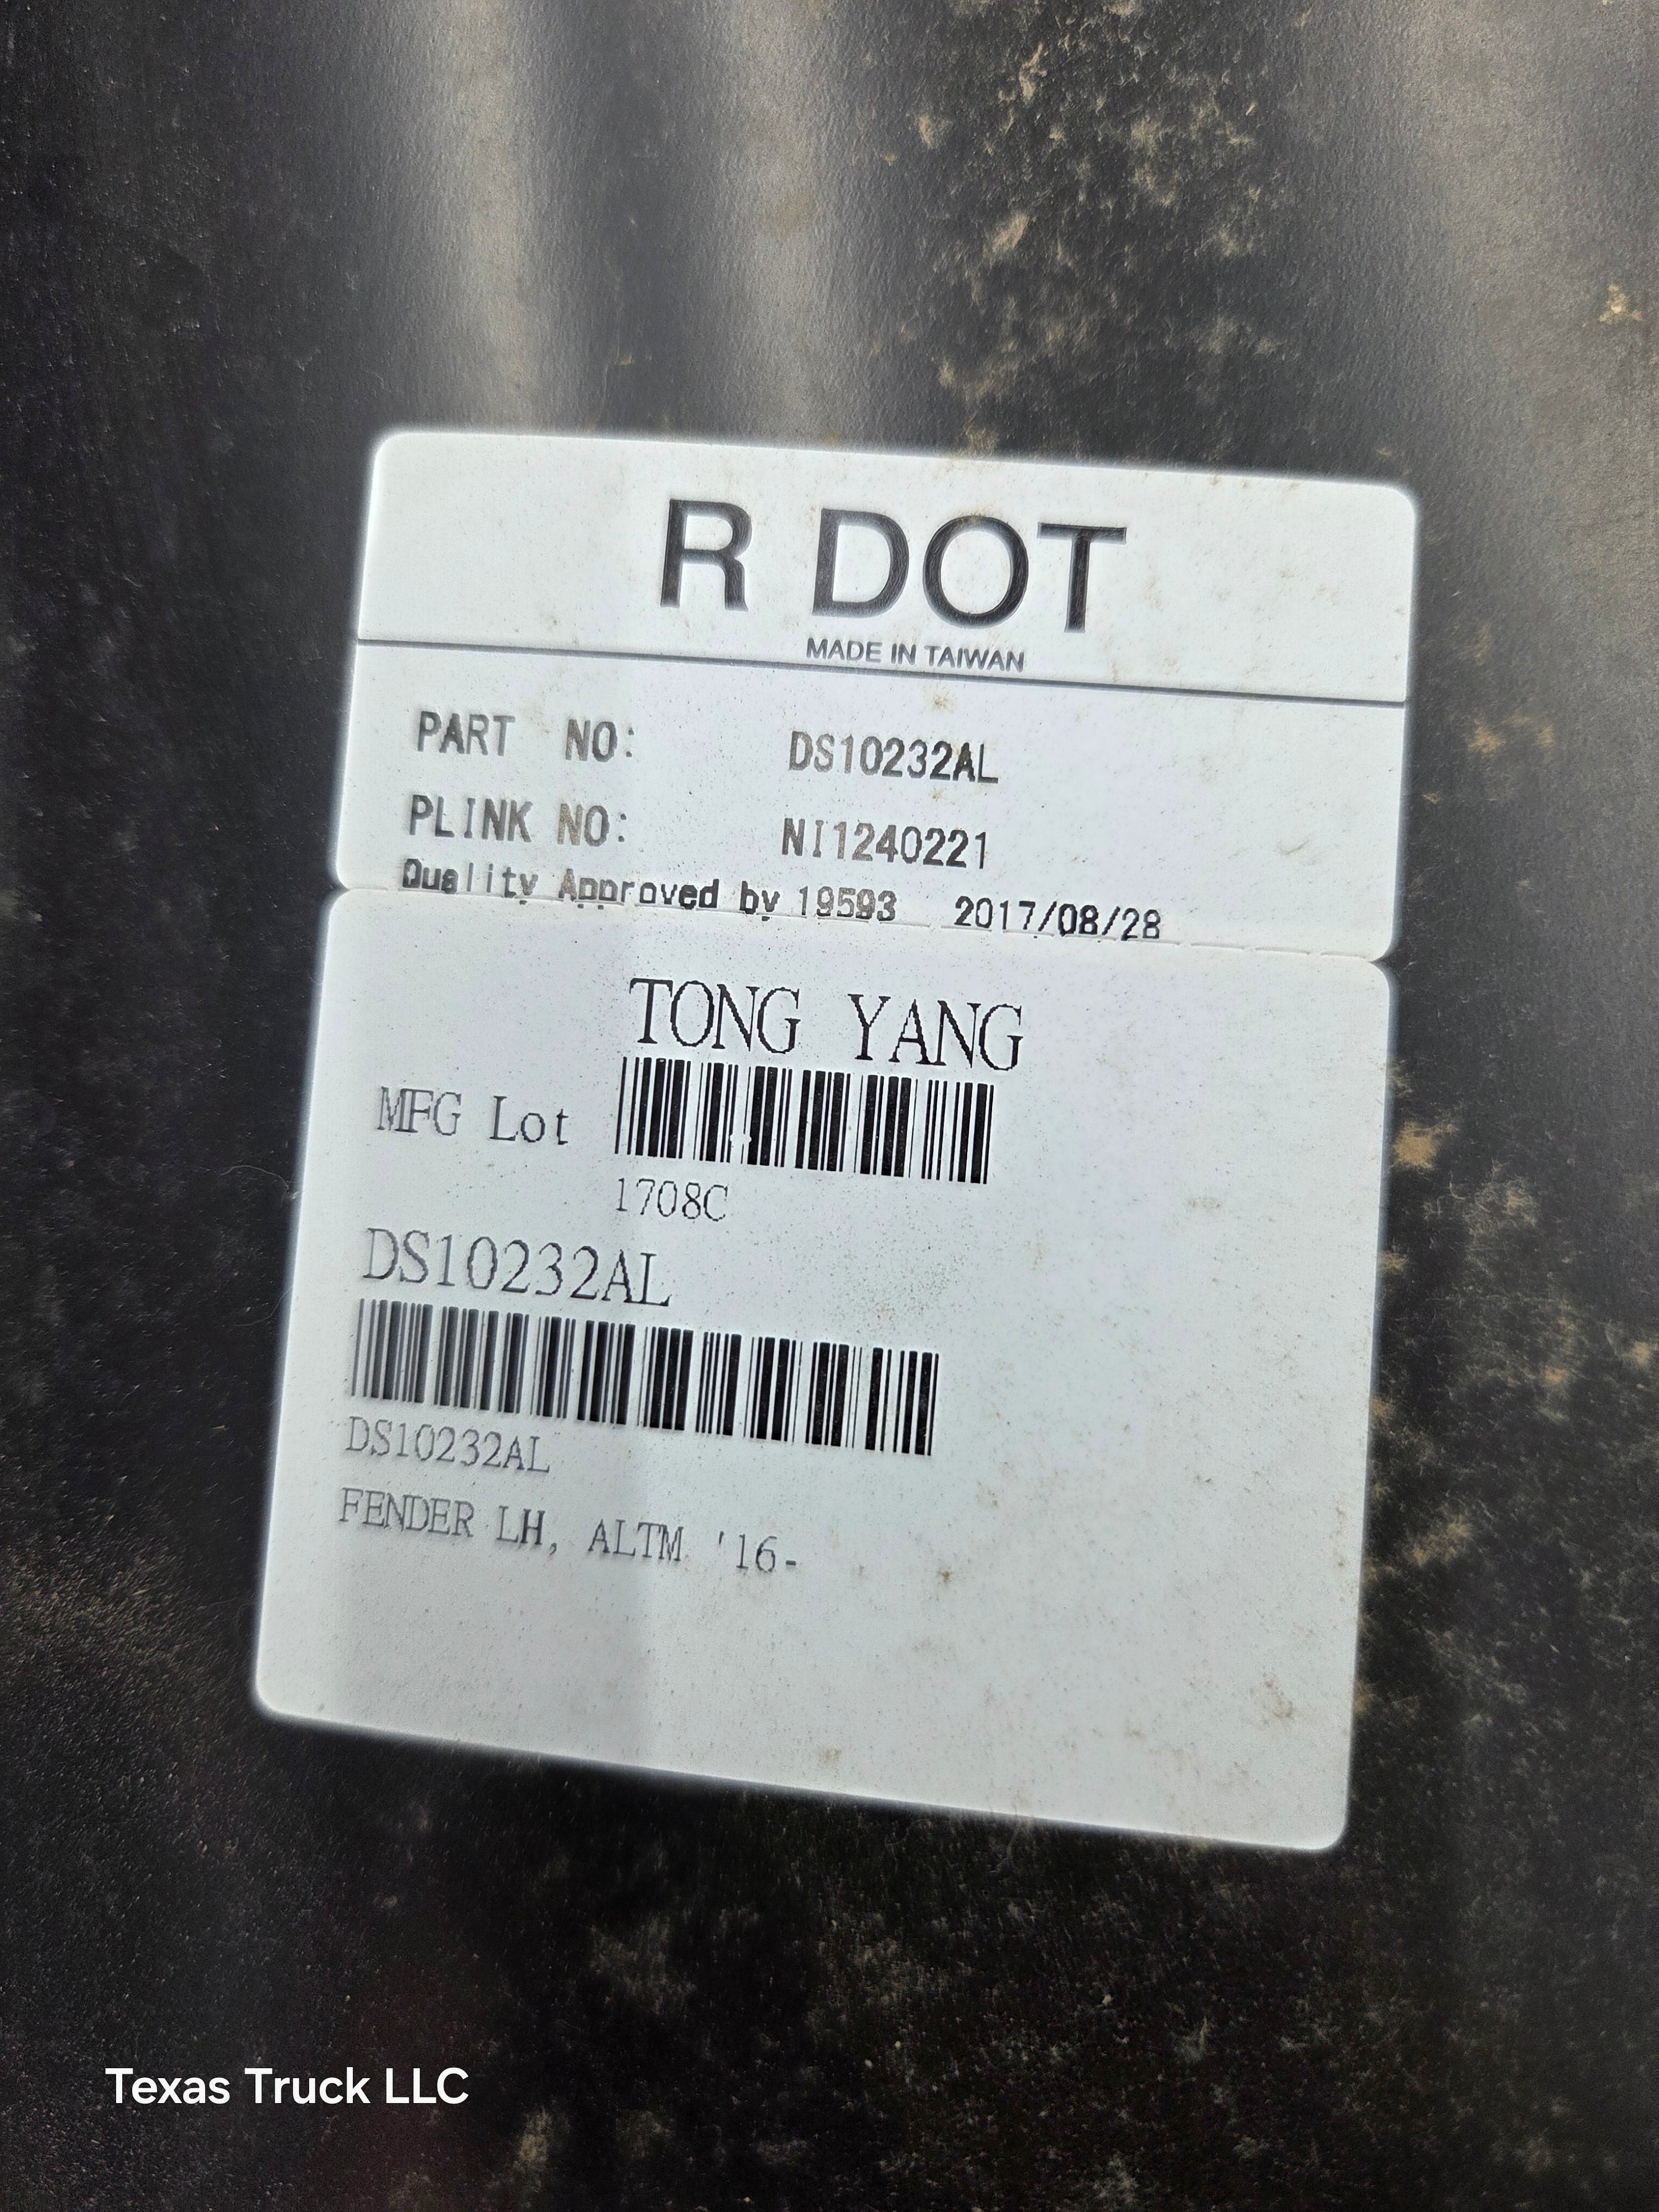 R DOT
MADE IN TAIWAN
PART NO: DS10232AL
PLINK NO: NI1240221
Quality Approved by 19593 2017/08/28
TONG YANG
MFG Lot
1708C
DS10232AL
DS10232AL
FENDER LH, ALTM '16-
Texas Truck LLC